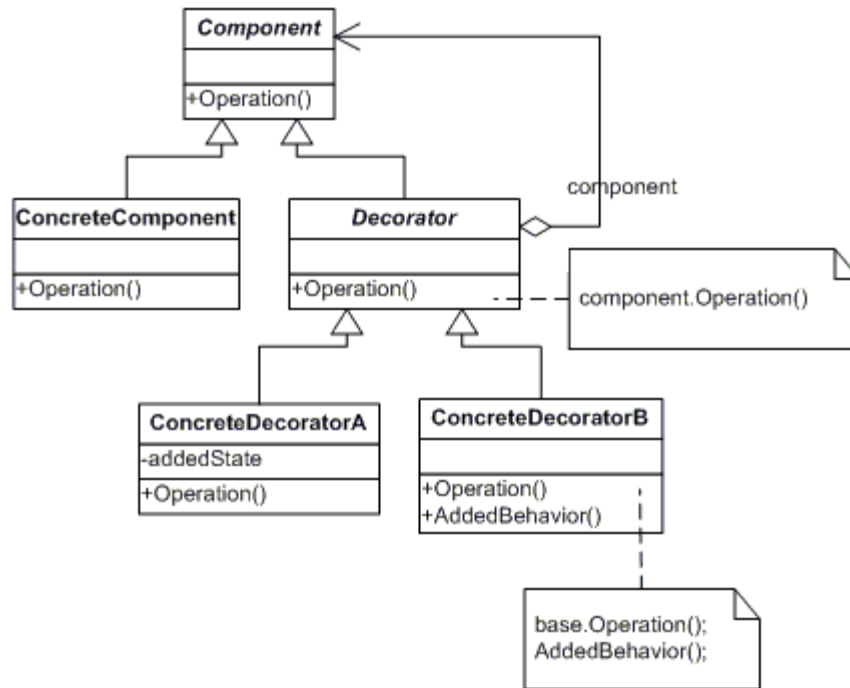 Component
+Operation()
component
ConcreteComponent
+Operation()
Decorator
+Operation()
component.Operation()
ConcreteDecoratorA
-addedState
+Operation()
ConcreteDecoratorB
+Operation()
+AddedBehavior()
base.Operation();
AddedBehavior();